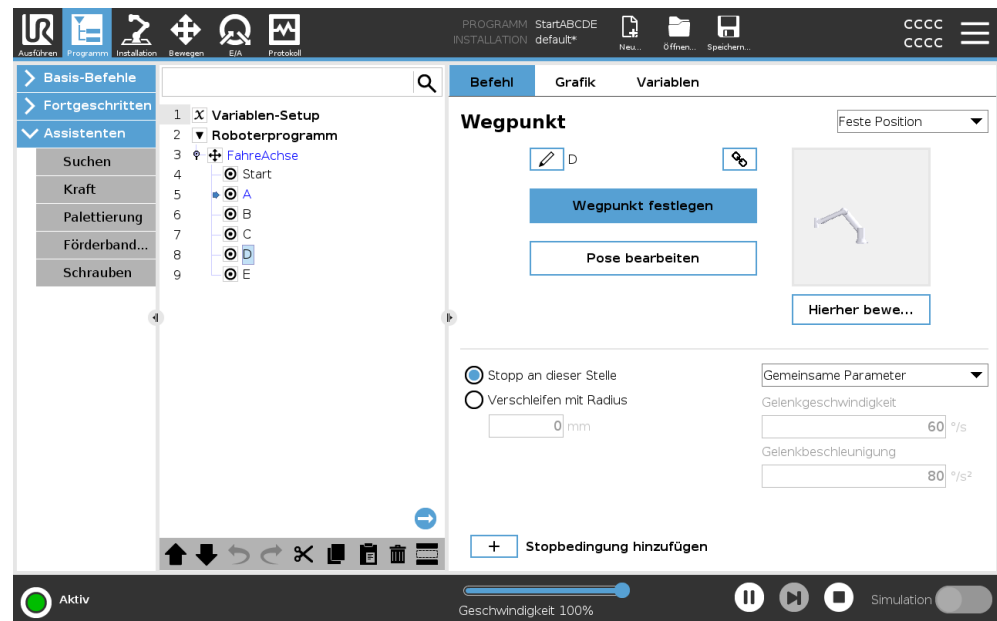 UR
Ausführen Programm Installation Bewegen E/A Protokoll
PROGRAMM StartABCDE
INSTALLATION default*
Neu... Öffnen... Speichern...
CCCC
CCCC
Basis-Befehle
Fortgeschritten
Assistenten
Suchen
Kraft
Palettierung
Förderband...
Schrauben
1 X Variablen-Setup
2 Roboterprogramm
3 FahreAchse
4 Start
5 A
6 B
7 C
8 D
9 E
Befehl Grafik Variablen
Wegpunkt
Feste Position
D
Wegpunkt festlegen
Pose bearbeiten
Hierher bewe...
Stopp an dieser Stelle
Verschleifen mit Radius
0 mm
Gemeinsame Parameter
Gelenkgeschwindigkeit
60 °/s
Gelenkbeschleunigung
80 °/s²
+ Stopbedingung hinzufügen
Aktiv
Geschwindigkeit 100%
Simulation